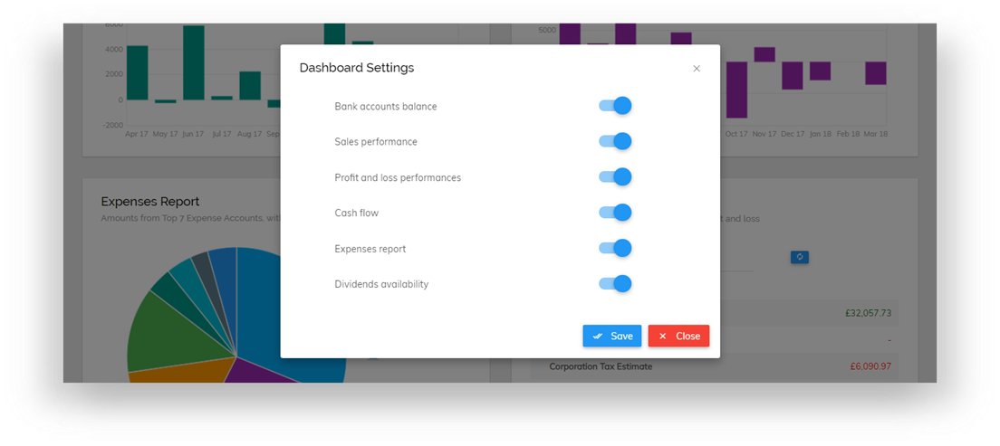 6000
4000
2000
0
-2000
Apr 17 May 17 Jun 17 Jul 17 Aug 17 Sep
5000
Oct 17 Nov 17 Dec 17 Jan 18 Feb 18 Mar 18
Dashboard Settings
×
Bank accounts balance
Sales performance
Profit and loss performances
Cash flow
Expenses report
Dividends availability
Save
Close
Expenses Report
Amounts from Top 7 Expense Accounts, with
t and loss
£32,057.73
-
Corporation Tax Estimate
£6,090.97